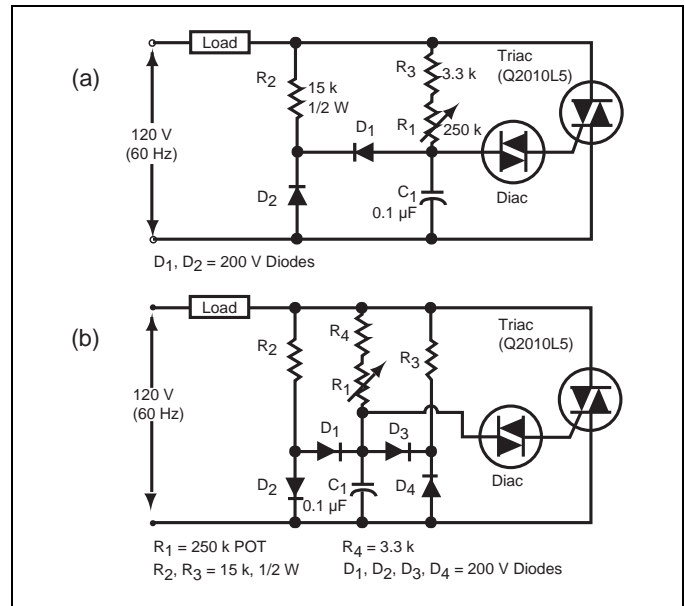 (a)
Load
R2
15 k
1/2 W
R3
3.3 k
R1
250 k
Triac
(Q2010L5)
120 V
(60 Hz)
D1
D2
C1
0.1 µF
Diac
D1, D2 = 200 V Diodes
(b)
Load
R2
R4
R3
R1
Triac
(Q2010L5)
120 V
(60 Hz)
D1
D3
D2
C1
0.1 µF
D4
Diac
R1 = 250 k POT
R4 = 3.3 k
R2, R3 = 15 k, 1/2 W
D1, D2, D3, D4 = 200 V Diodes